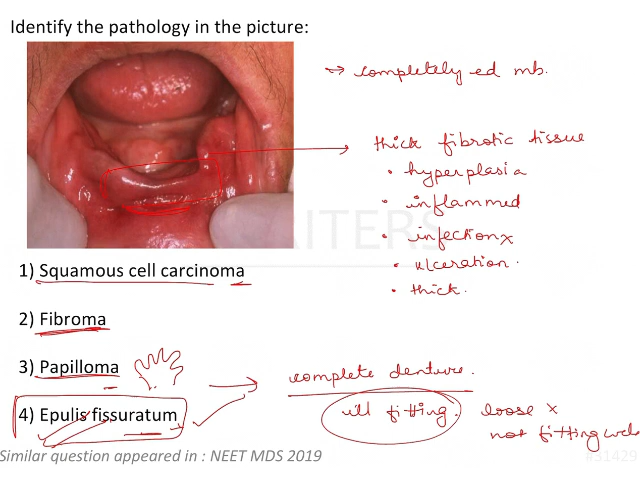 Identify the pathology in the picture:
→ completely ed mb.
thick fibrotic tissue
• hyperplasia
• inflammed
• infection x
• ulceration.
• thick.
1) Squamous cell carcinoma
2) Fibroma
3) Papilloma
4) Epulis fissuratum
complete denture.
ill fitting. loose x
not fitting well
Similar question appeared in : NEET MDS 2019
31429